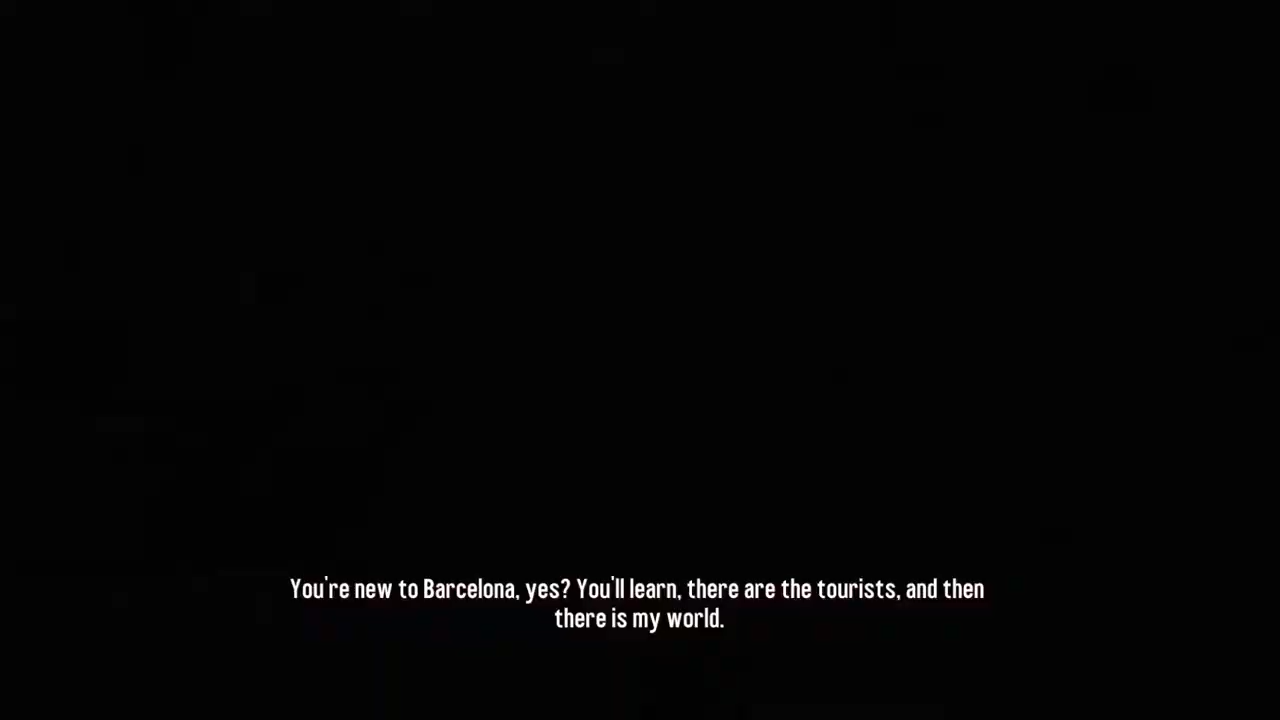 You're new to Barcelona, yes? You'll learn, there are the tourists, and then
there is my world.